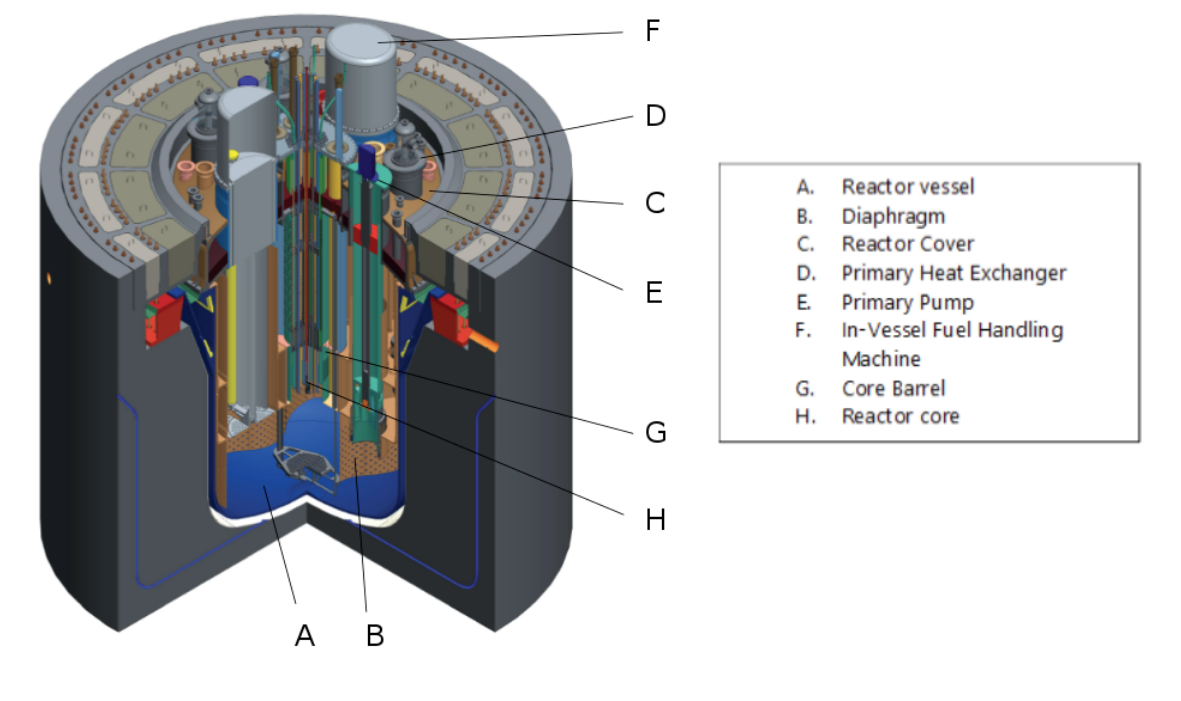 F
D
C
E
G
H
A B
A. Reactor vessel
B. Diaphragm
C. Reactor Cover
D. Primary Heat Exchanger
E. Primary Pump
F. In-Vessel Fuel Handling
Machine
G. Core Barrel
H. Reactor core